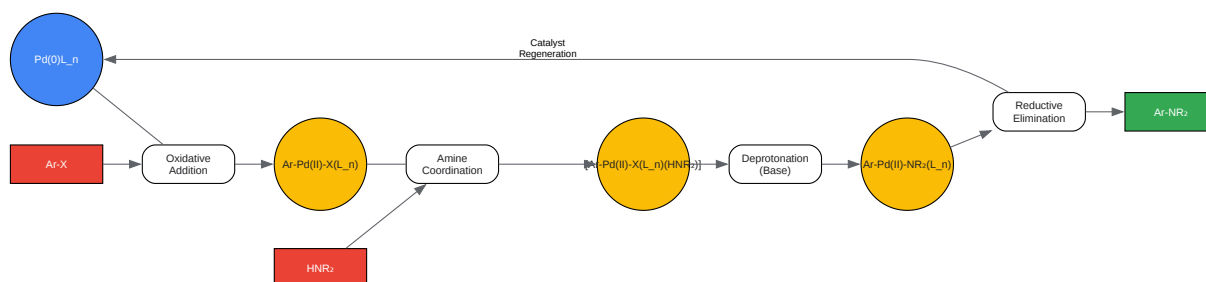 Catalyst
Regeneration
Pd(0)L_n
Reductive
Elimination
Ar-NR₂
Ar-X
Oxidative
Addition
Ar-Pd(II)-X(L_n)
Amine
Coordination
[Ar-Pd(II)-X(L_n)(HNR₂)]
Deprotonation
(Base)
Ar-Pd(II)-NR₂(L_n)
HNR₂